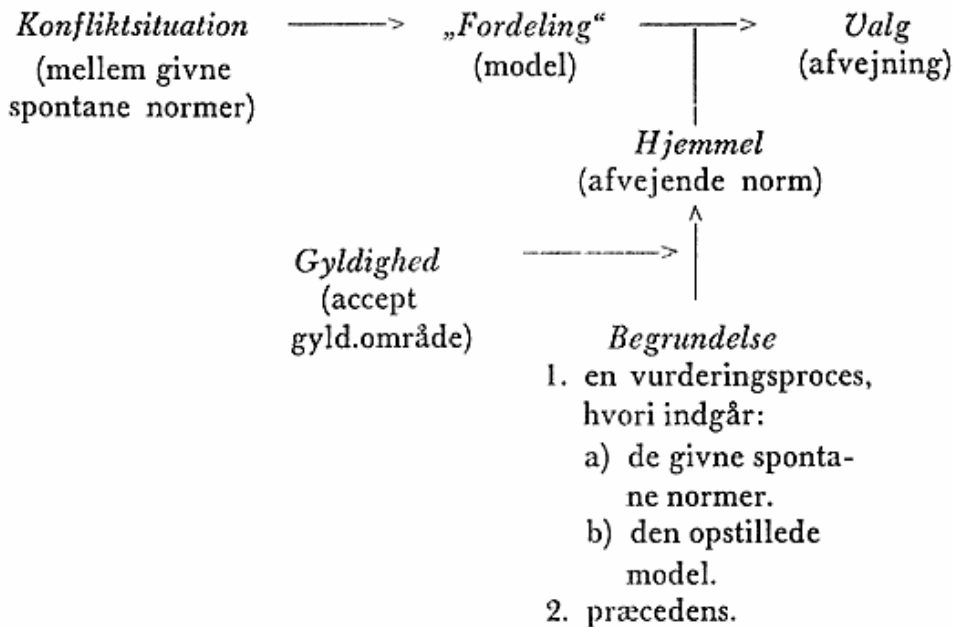 Konfliktsituation
(mellem givne
spontane normer)
„Fordeling“
(model)
Valg
(afvejning)
Hjemmel
(afvejende norm)
Gyldighed
(accept
gyld.område)
Begrundelse
1. en vurderingsproces,
hvori indgår:
a) de givne sponta-
ne normer.
b) den opstillede
model.
2. præcedens.